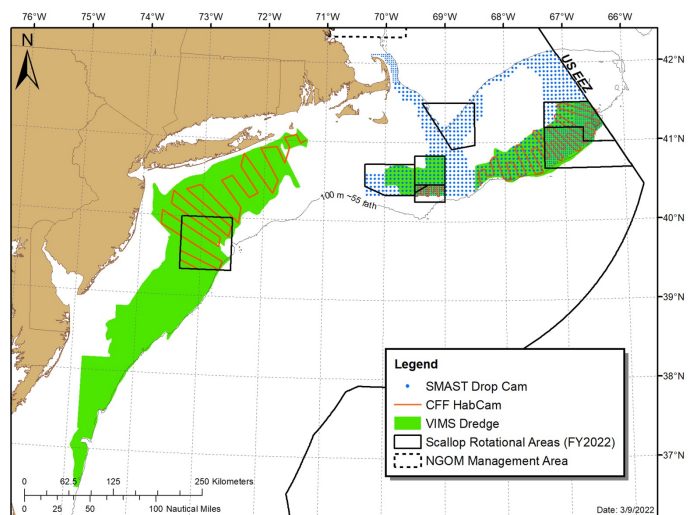 76°W 75°W 74°W 73°W 72°W 71°W 70°W 69°W 68°W 67°W 66°W
N
42°N
US EEZ
41°N
100 m ~55 fath
40°N
39°N
38°N
37°N
Legend
SMAST Drop Cam
CFF HabCam
VIMS Dredge
Scallop Rotational Areas (FY2022)
NGOM Management Area
0 62.5 125 250 Kilometers
0 25 50 100 Nautical Miles
Date: 3/9/2022